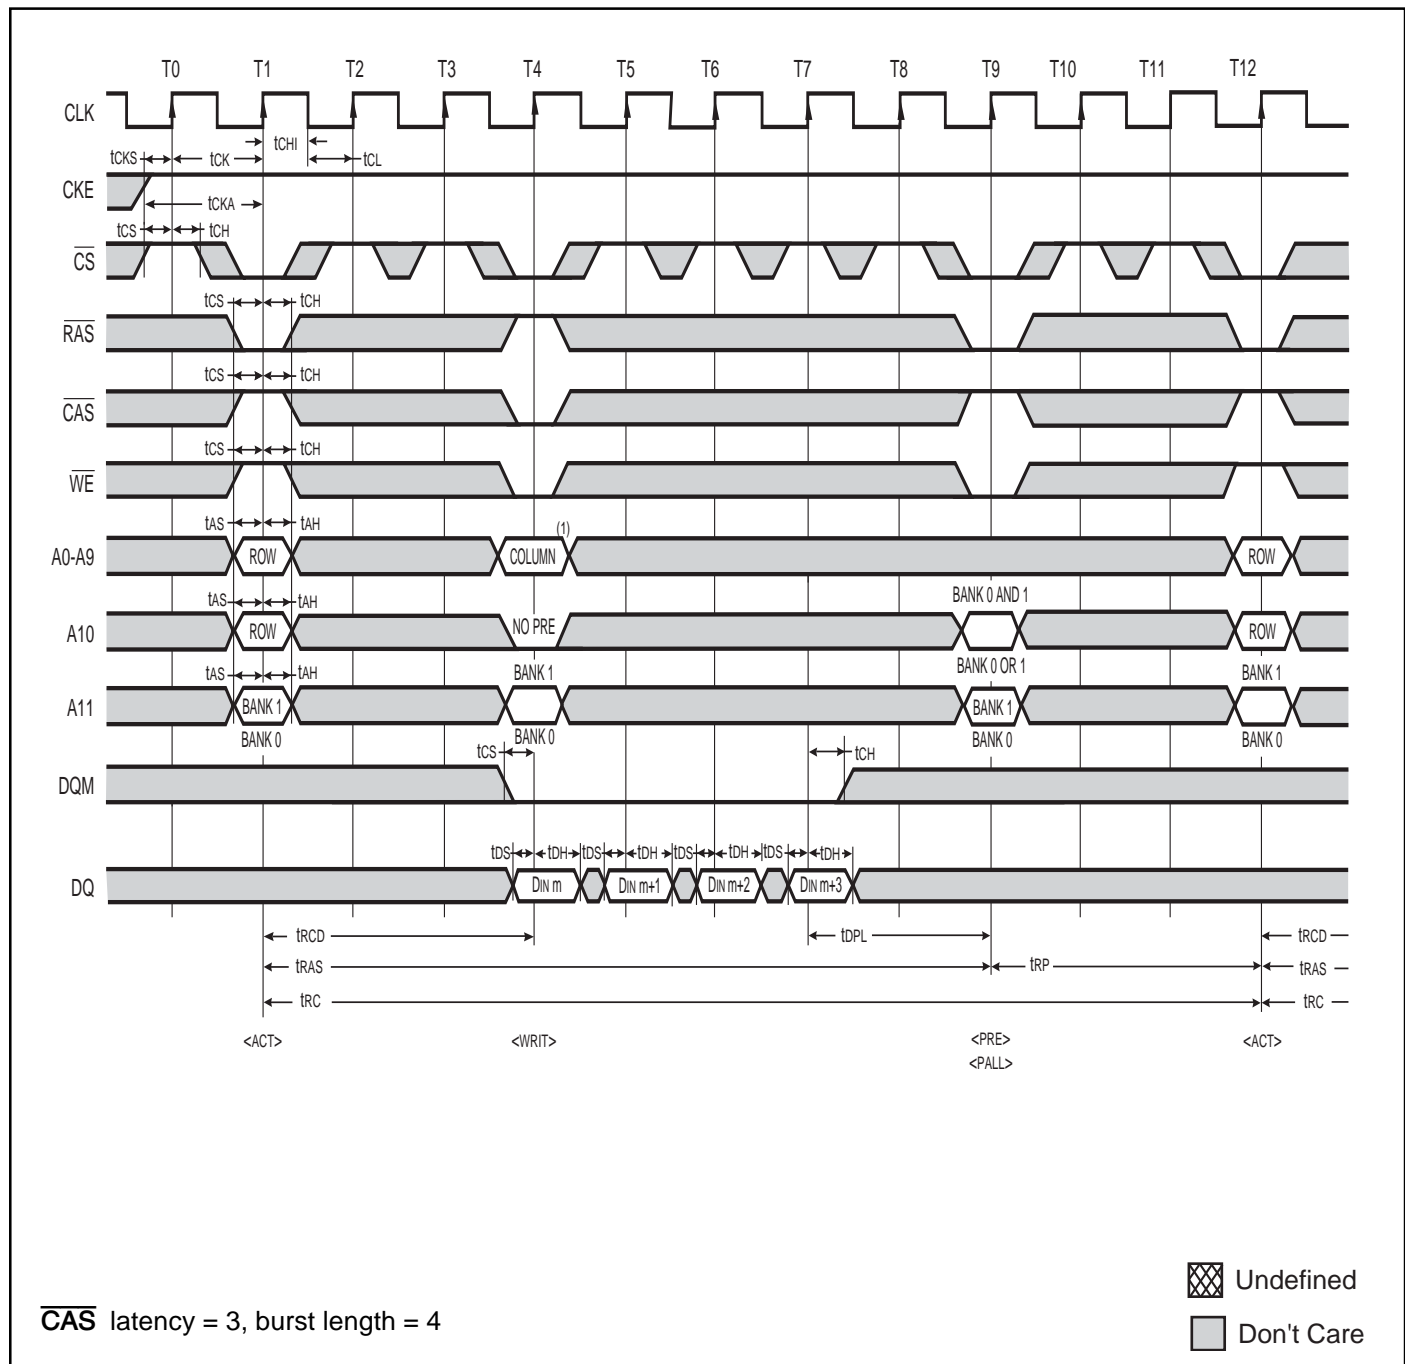 T0 T1 T2 T3 T4 T5 T6 T7 T8 T9 T10 T11 T12
CLK
tCHI
tCKS tCK tCL
CKE
tCKA
tCS tCH
CS
tCS tCH
RAS
tCS tCH
CAS
tCS tCH
WE
tAS tAH (1)
A0-A9 ROW COLUMN ROW
tAS tAH BANK 0 AND 1
A10 ROW NO PRE ROW
tAS tAH BANK 1 BANK 0 OR 1 BANK 1
A11 BANK 1 BANK 1
BANK 0 BANK 0 BANK 0 BANK 0
tCS tCH
DQM
tDS tDH tDS tDH tDS tDH tDS tDH
DQ DIN m DIN m+1 DIN m+2 DIN m+3
tRCD tDPL tRCD
tRAS tRP tRAS
tRC tRC
<ACT> <WRIT> <PRE> <ACT>
<PALL>
Undefined
CAS latency = 3, burst length = 4
Don't Care